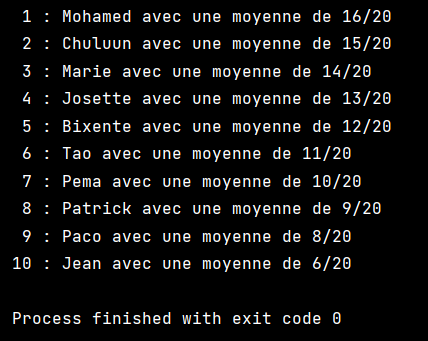 1 : Mohamed avec une moyenne de 16/20
2 : Chuluun avec une moyenne de 15/20
3 : Marie avec une moyenne de 14/20
4 : Josette avec une moyenne de 13/20
5 : Bixente avec une moyenne de 12/20
6 : Tao avec une moyenne de 11/20
7 : Pema avec une moyenne de 10/20
8 : Patrick avec une moyenne de 9/20
9 : Paco avec une moyenne de 8/20
10 : Jean avec une moyenne de 6/20
Process finished with exit code 0